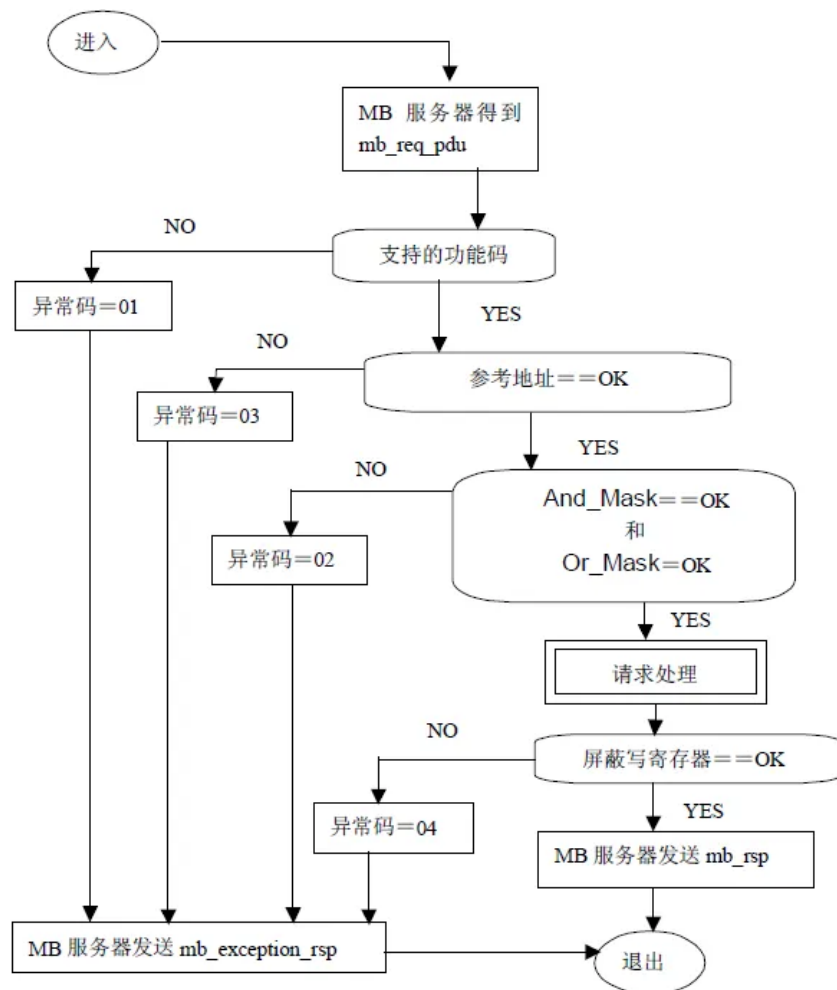 进入
MB 服务器得到
mb_req_pdu
NO
支持的功能码
异常码＝01
YES
NO
参考地址＝＝OK
异常码＝03
YES
NO
And_Mask＝＝OK
和
Or_Mask＝OK
异常码＝02
YES
请求处理
NO
屏蔽写寄存器＝＝OK
异常码＝04
YES
MB 服务器发送 mb_rsp
MB 服务器发送 mb_exception_rsp
退出